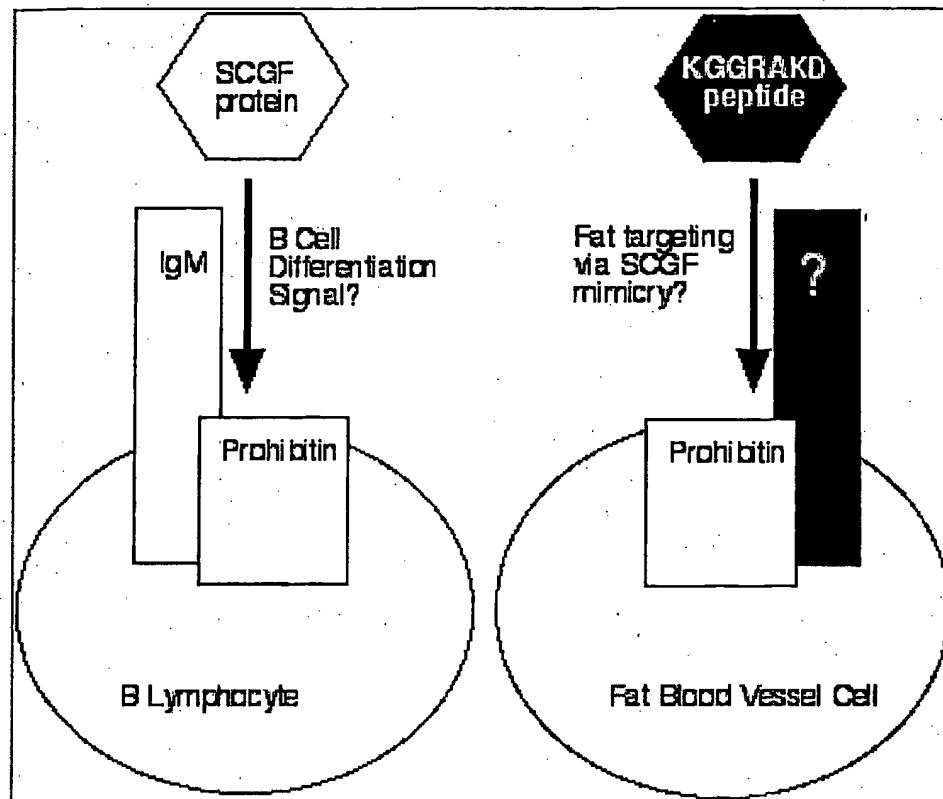 SCGF
protein
KGGRAKD
peptide
IgM
B Cell
Differentiation
Signal?
Fat targeting
via SCGF
mimicry?
?
Prohibitin
Prohibitin
B Lymphocyte
Fat Blood Vessel Cell